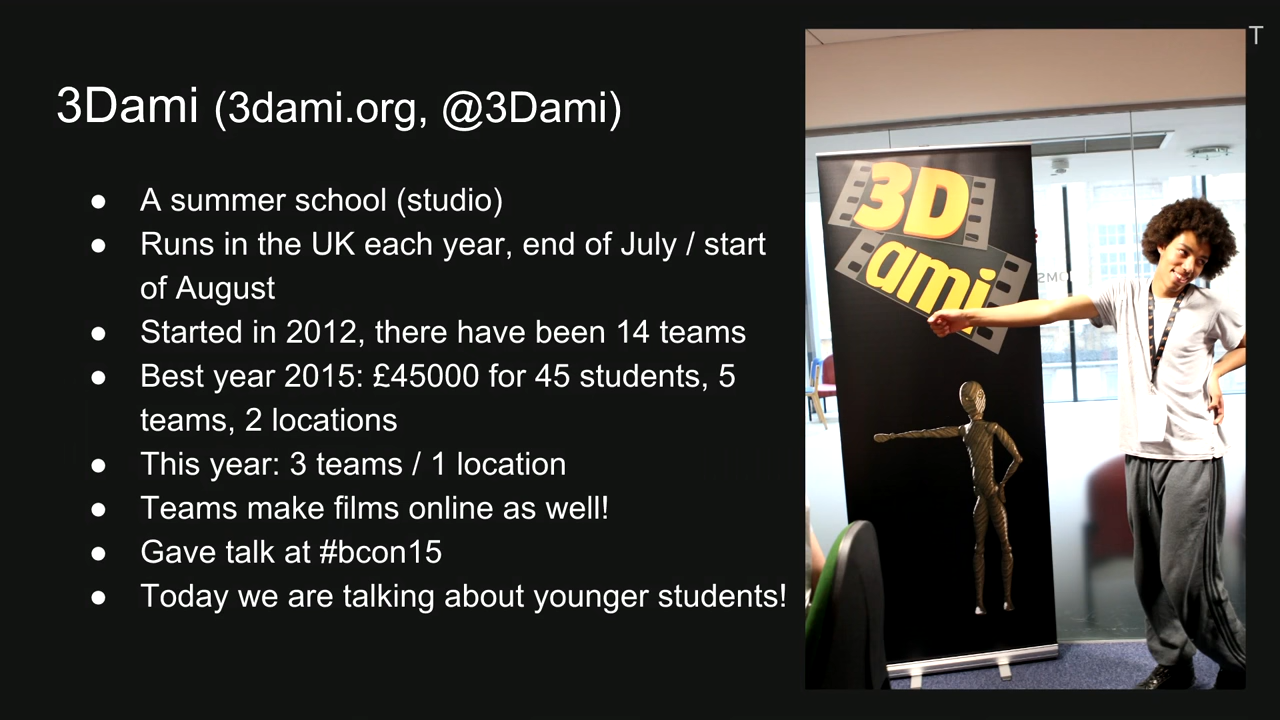 T
3Dami (3dami.org, @3Dami)
● A summer school (studio)
● Runs in the UK each year, end of July / start
of August
● Started in 2012, there have been 14 teams
● Best year 2015: £45000 for 45 students, 5
teams, 2 locations
● This year: 3 teams / 1 location
● Teams make films online as well!
● Gave talk at #bcon15
● Today we are talking about younger students!
3D
ami